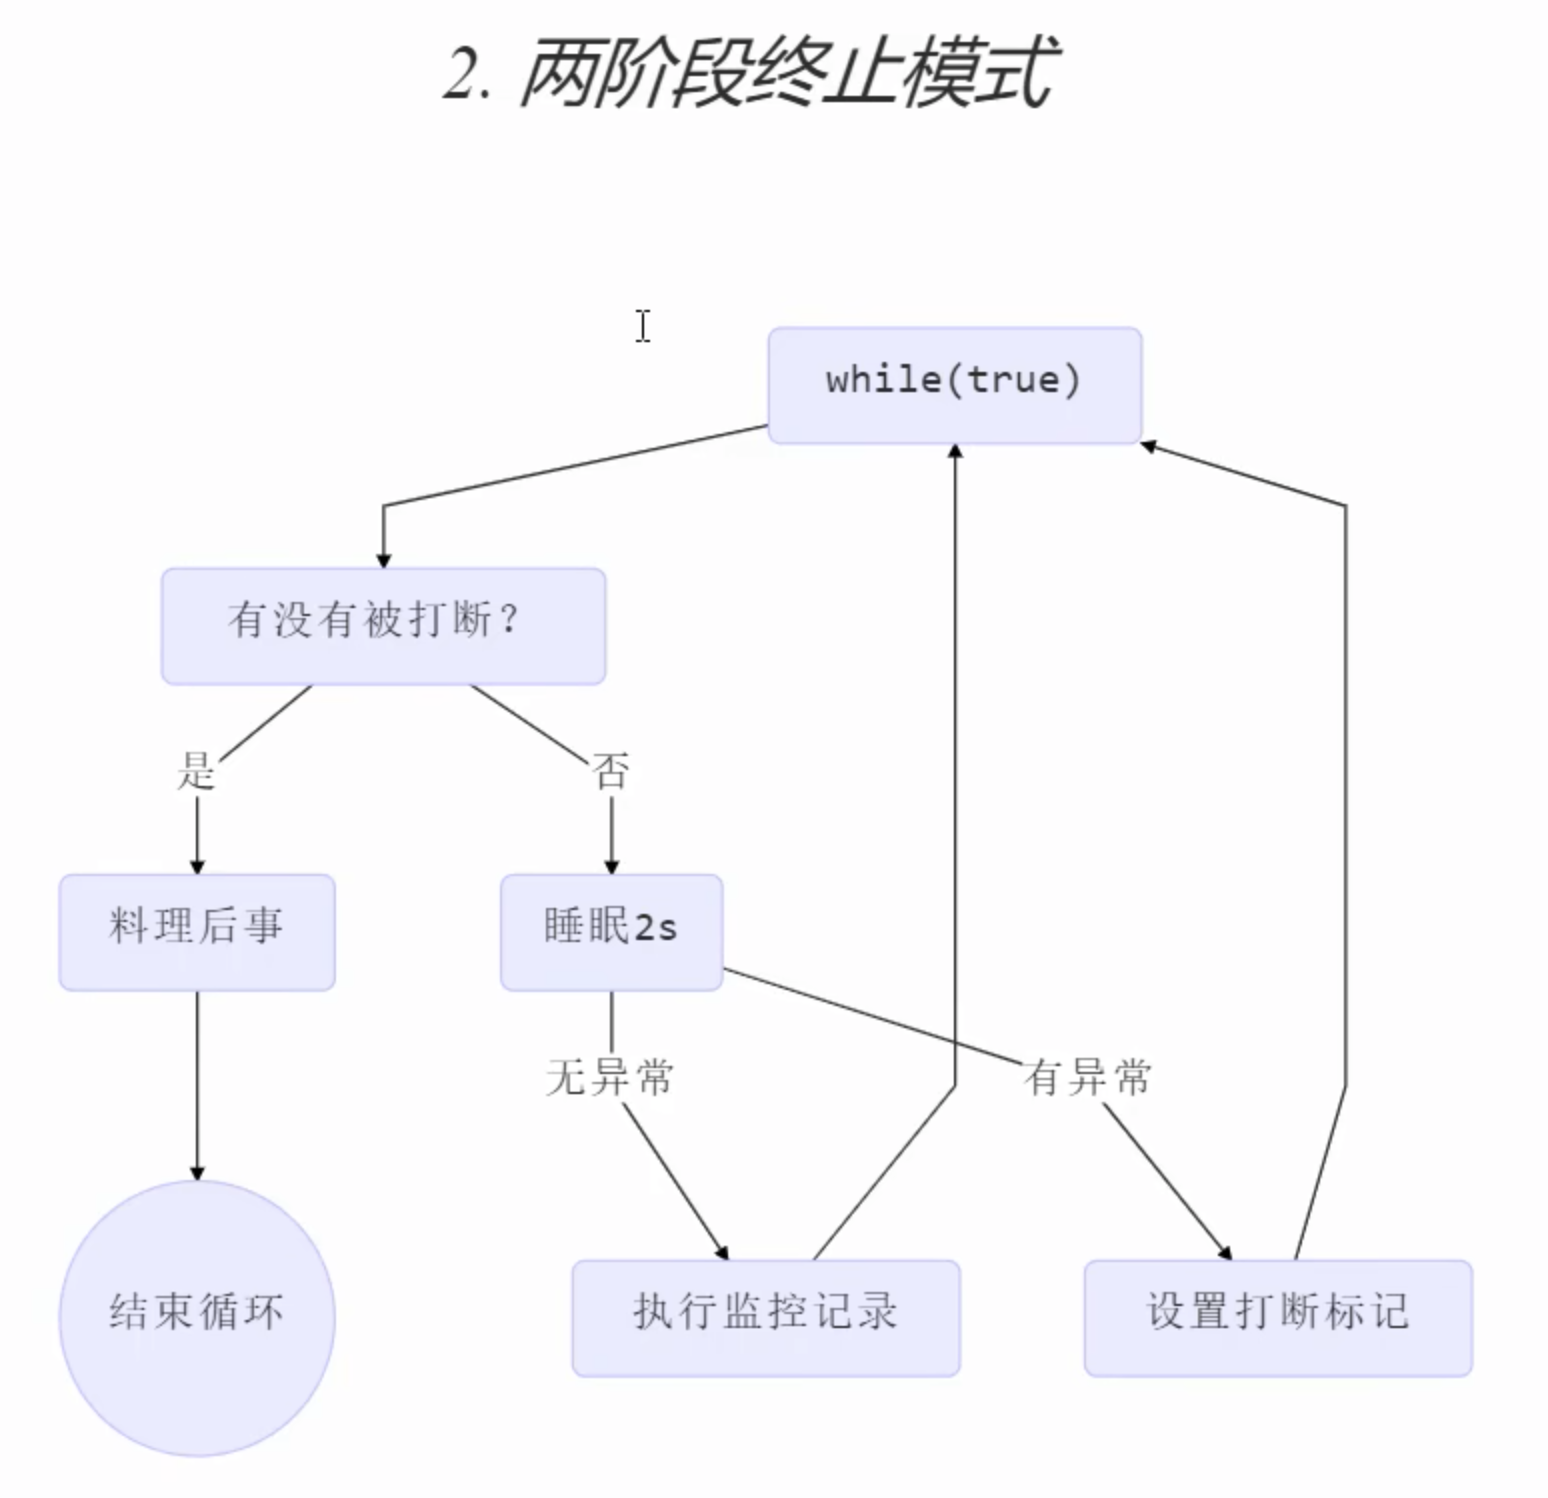 2. 两阶段终止模式
while(true)
有没有被打断？
是
否
料理后事
睡眠2s
无异常
有异常
结束循环
执行监控记录
设置打断标记